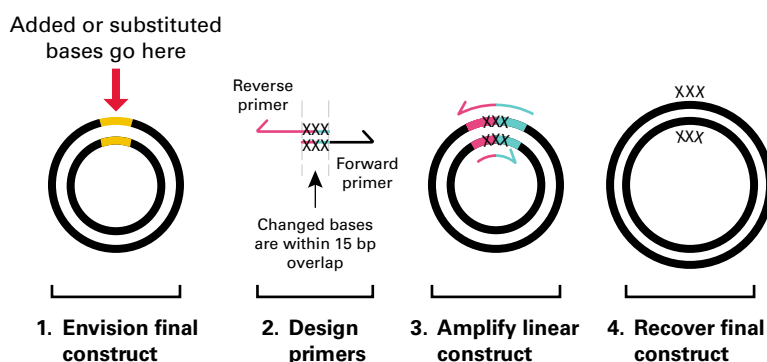 Added or substituted
bases go here
Reverse
primer
XXX
XXX
Forward
primer
Changed bases
are within 15 bp
overlap
XXX
XXX
XXX
XXX
1. Envision final
construct
2. Design
primers
3. Amplify linear
construct
4. Recover final
construct